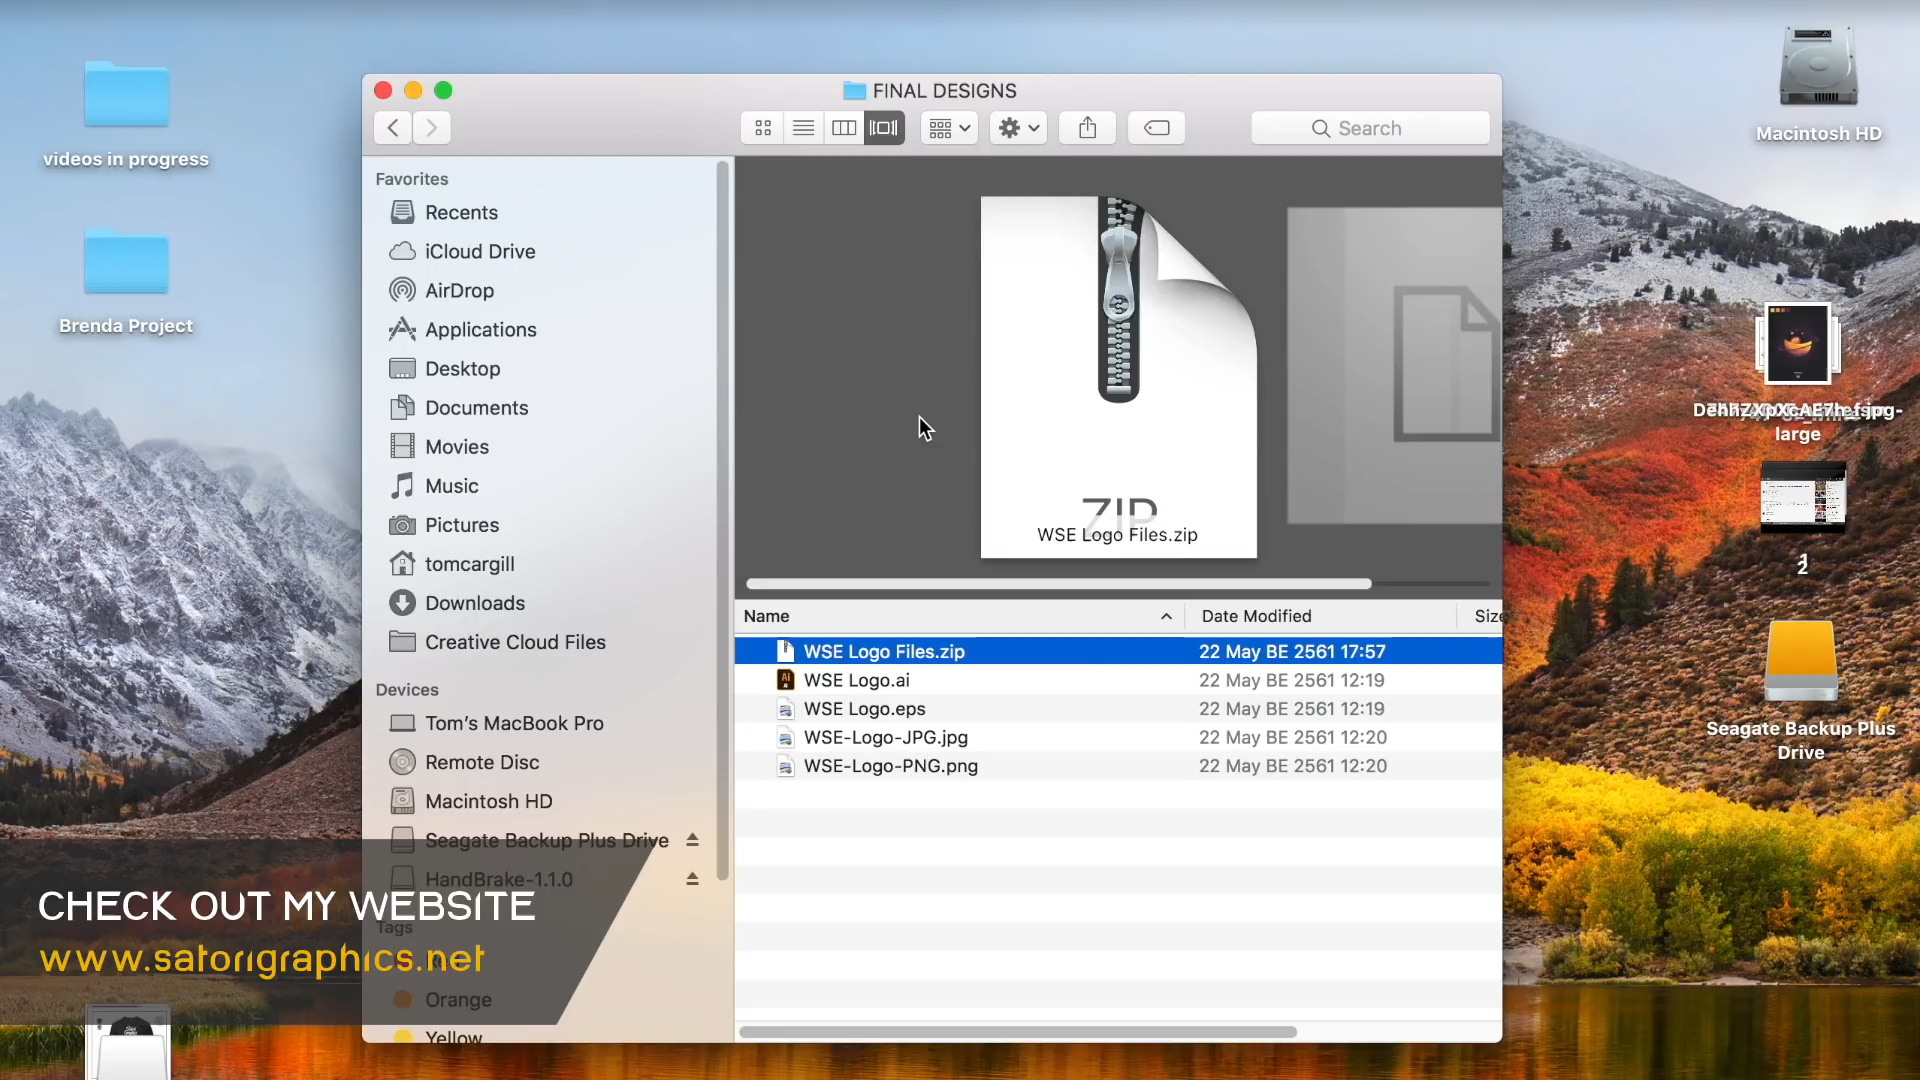 FINAL DESIGNS
Search
videos in progress
Brenda Project
Macintosh HD
large
2
Seagate Backup Plus
Drive
Favorites
Recents
iCloud Drive
AirDrop
Applications
Desktop
Documents
Movies
Music
Pictures
tomcargill
Downloads
Creative Cloud Files
Devices
Tom's MacBook Pro
Remote Disc
Macintosh HD
Seagate Backup Plus Drive
HandBrake-1.1.0
Tags
Orange
Yellow
ZIP
WSE Logo Files.zip
Name Date Modified Size
WSE Logo Files.zip 22 May BE 2561 17:57
WSE Logo.ai 22 May BE 2561 12:19
WSE Logo.eps 22 May BE 2561 12:19
WSE-Logo-JPG.jpg 22 May BE 2561 12:20
WSE-Logo-PNG.png 22 May BE 2561 12:20
CHECK OUT MY WEBSITE
www.satorigraphics.net